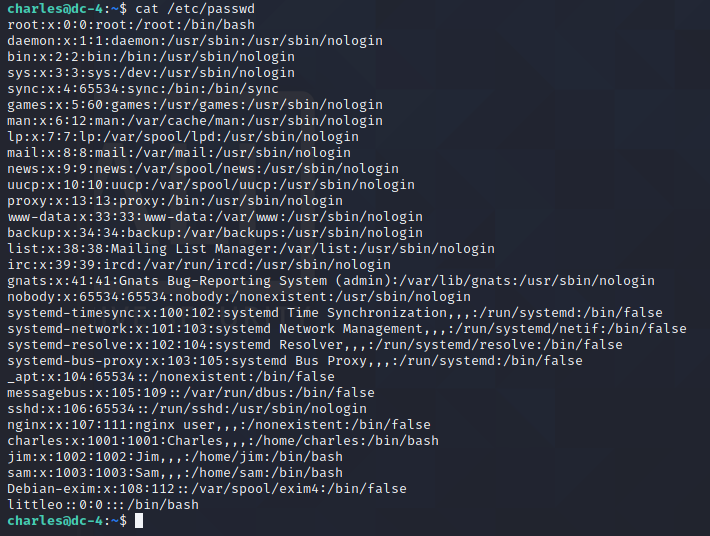 charles@dc-4:~$ cat /etc/passwd
root:x:0:0:root:/root:/bin/bash
daemon:x:1:1:daemon:/usr/sbin:/usr/sbin/nologin
bin:x:2:2:bin:/bin:/usr/sbin/nologin
sys:x:3:3:sys:/dev:/usr/sbin/nologin
sync:x:4:65534:sync:/bin:/bin/sync
games:x:5:60:games:/usr/games:/usr/sbin/nologin
man:x:6:12:man:/var/cache/man:/usr/sbin/nologin
lp:x:7:7:lp:/var/spool/lpd:/usr/sbin/nologin
mail:x:8:8:mail:/var/mail:/usr/sbin/nologin
news:x:9:9:news:/var/spool/news:/usr/sbin/nologin
uucp:x:10:10:uucp:/var/spool/uucp:/usr/sbin/nologin
proxy:x:13:13:proxy:/bin:/usr/sbin/nologin
www-data:x:33:33:www-data:/var/www:/usr/sbin/nologin
backup:x:34:34:backup:/var/backups:/usr/sbin/nologin
list:x:38:38:Mailing List Manager:/var/list:/usr/sbin/nologin
irc:x:39:39:ircd:/var/run/ircd:/usr/sbin/nologin
gnats:x:41:41:Gnats Bug-Reporting System (admin):/var/lib/gnats:/usr/sbin/nologin
nobody:x:65534:65534:nobody:/nonexistent:/usr/sbin/nologin
systemd-timesync:x:100:102:systemd Time Synchronization,,,:/run/systemd:/bin/false
systemd-network:x:101:103:systemd Network Management,,,:/run/systemd/netif:/bin/false
systemd-resolve:x:102:104:systemd Resolver,,,:/run/systemd/resolve:/bin/false
systemd-bus-proxy:x:103:105:systemd Bus Proxy,,,:/run/systemd:/bin/false
_apt:x:104:65534::/nonexistent:/bin/false
messagebus:x:105:109::/var/run/dbus:/bin/false
sshd:x:106:65534::/run/sshd:/usr/sbin/nologin
nginx:x:107:111:nginx user,,,:/nonexistent:/bin/false
charles:x:1001:1001:Charles,,,:/home/charles:/bin/bash
jim:x:1002:1002:Jim,,,:/home/jim:/bin/bash
sam:x:1003:1003:Sam,,,:/home/sam:/bin/bash
Debian-exim:x:108:112::/var/spool/exim4:/bin/false
littleo::0:0:::/bin/bash
charles@dc-4:~$